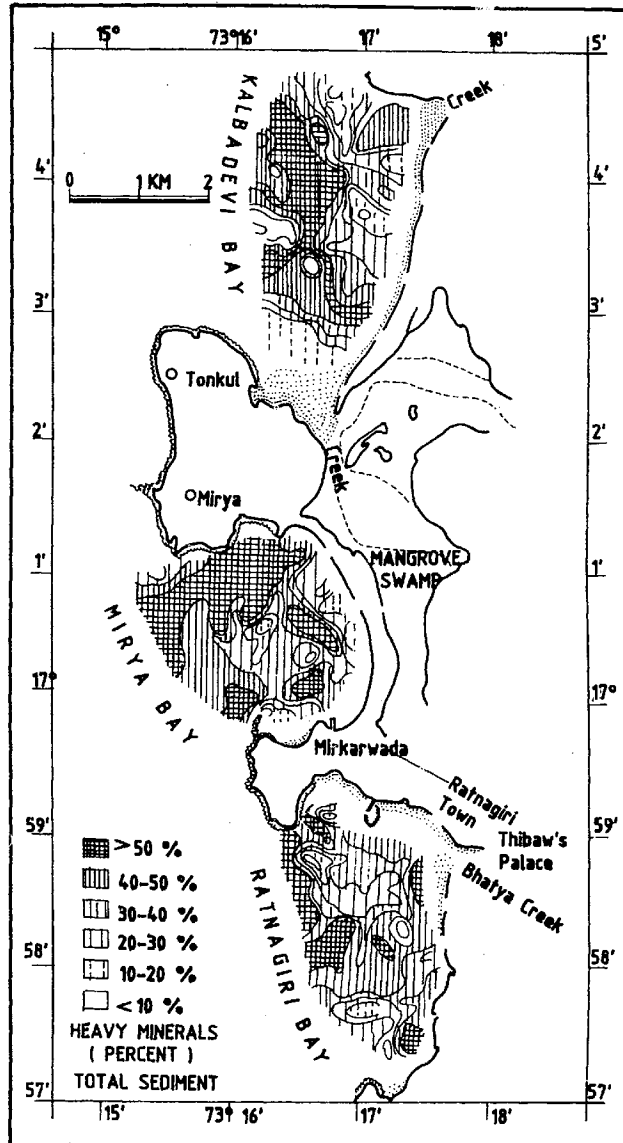 15° 73° 16' 17' 18'
5'
KALBADEVI BAY
Creek
4' 4'
0 1 KM 2
3' 3'
Tonkul
2' 2'
Creek
Mirya
1' 1'
MANGROVE
SWAMP
MIRYA BAY
17° 17°
Mirkarwada
Ratnagiri
Town
59' 59'
Thibaw's
Palace
Bhatya Creek
RATNAGIRI BAY
> 50 %
40-50 %
30-40 %
20-30 %
10-20 %
< 10 %
58' 58'
HEAVY MINERALS
( PERCENT )
TOTAL SEDIMENT
57' 57'
15' 73° 16' 17' 18'